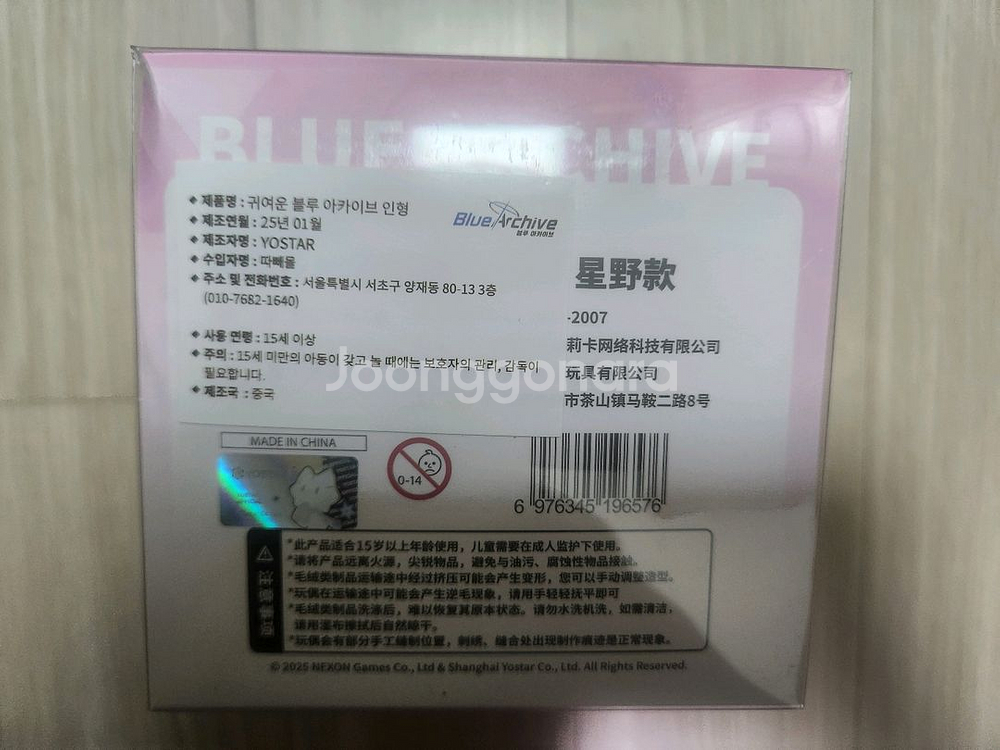 BLUE ARCHIVE
◈ 제품명 : 귀여운 블루 아카이브 인형
◈ 제조연월 : 25년 01월
◈ 제조자명 : YOSTAR
◈ 수입자명 : 따빼몰
◈ 주소 및 전화번호 : 서울특별시 서초구 양재동 80-13 3층
(010-7682-1640)
◈ 사용 연령 : 15세 이상
◈ 주의 : 15세 미만의 아동이 갖고 놀 때에는 보호자의 관리, 감독이
필요합니다.
◈ 제조국 : 중국
Blue Archive
블루 아카이브
星野款
-2007
莉卡网络科技有限公司
玩具有限公司
市茶山镇马鞍二路8号
Joonggonara
MADE IN CHINA
0-14
6 976345 196576
注意事项
*此产品适合15岁以上年龄使用，儿童需要在成人监护下使用。
*请将产品远离火源，尖锐物品，避免与油污、腐蚀性物品接触。
*毛绒类制品运输途中经过挤压可能会产生变形，您可以手动调整造型。
*玩偶在运输途中可能会产生逆毛现象，请用手轻轻抚平即可
*毛绒类制品洗涤后，难以恢复其原本状态。请勿水洗机洗，如需清洁，
请用湿布擦拭后自然晾干。
*玩偶会有部分手工缝制位置，刺绣、缝合处出现制作痕迹是正常现象。
© 2025 NEXON Games Co., Ltd & Shanghai Yostar Co., Ltd. All Rights Reserved.